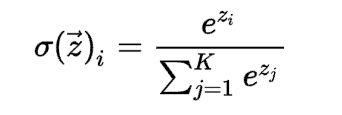 σ(z⃗)ᵢ = e^{zᵢ} / ∑_{j=1}^{K} e^{zⱼ}